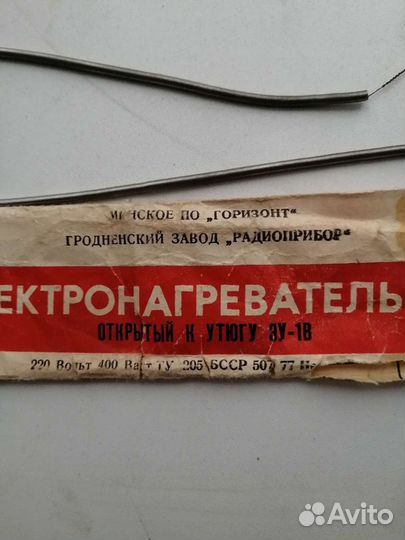 МИНСКОЕ ПО „ГОРИЗОНТ“
ГРОДНЕНСКИЙ ЗАВОД „РАДИОПРИБОР“
ЕКТРОНАГРЕВАТЕЛЬ
ОТКРЫТЫЙ К УТЮГУ ЭУ-1В
220 Вольт 400 Ватт ТУ 205 БССР 507 77
Avito